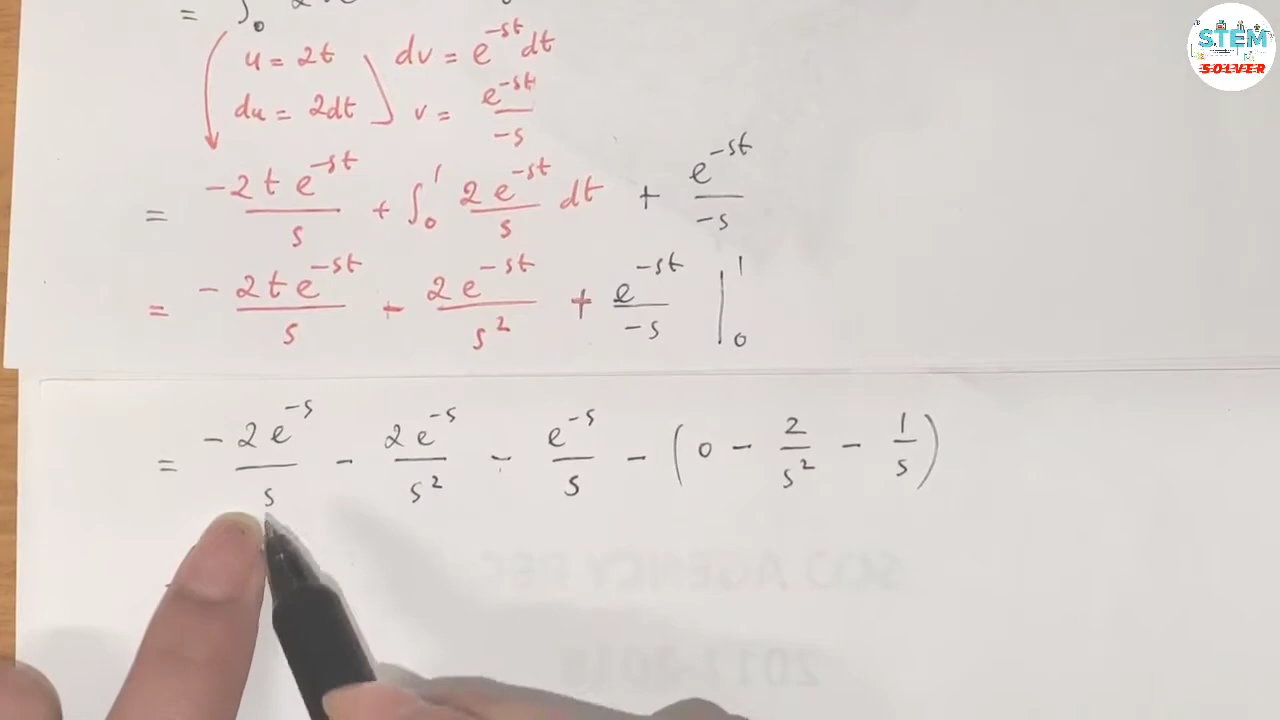 STEM
SOLVER
= ∫₀
u = 2t dv = e^{-st} dt
du = 2dt v = e^{-st}/-s
= -2te^{-st}/s + ∫₀¹ 2e^{-st}/s dt + e^{-st}/-s
= -2te^{-st}/s - 2e^{-st}/s² + e^{-st}/-s |₀¹
= -2e^{-s}/s - 2e^{-s}/s² - e^{-s}/s - (0 - 2/s² - 1/s)